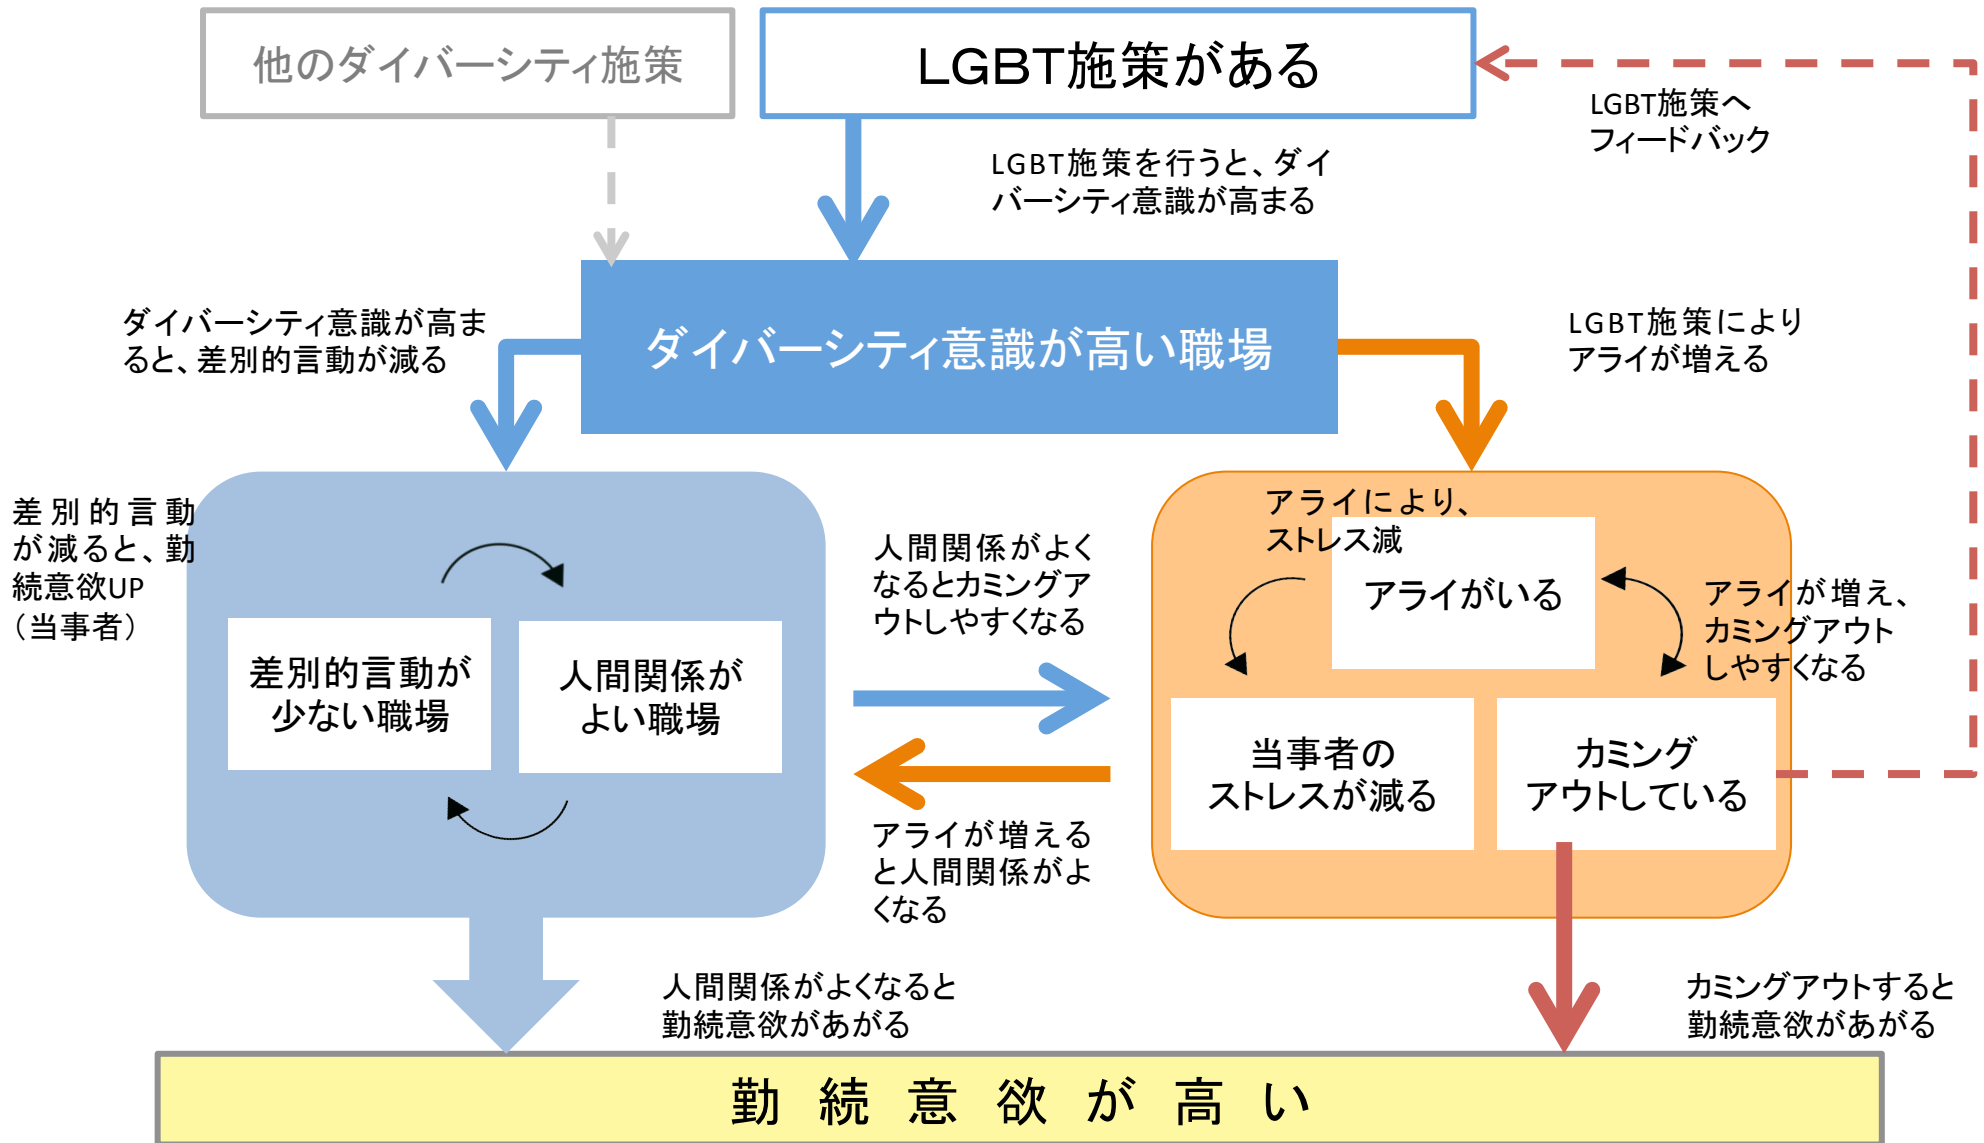 他のダイバーシティ施策
LGBT施策がある
LGBT施策へ
フィードバック
LGBT施策を行うと、ダイ
バーシティ意識が高まる
ダイバーシティ意識が高ま
ると、差別的言動が減る
ダイバーシティ意識が高い職場
LGBT施策により
アライが増える
差別的言動
が減ると、勤
続意欲UP
（当事者）
差別的言動が
少ない職場
人間関係が
よい職場
人間関係がよく
なるとカミングア
ウトしやすくなる
アライが増える
と人間関係がよ
くなる
アライにより、
ストレス減
アライがいる
アライが増え、
カミングアウト
しやすくなる
当事者の
ストレスが減る
カミング
アウトしている
人間関係がよくなると
勤続意欲があがる
カミングアウトすると
勤続意欲があがる
勤続意欲が高い